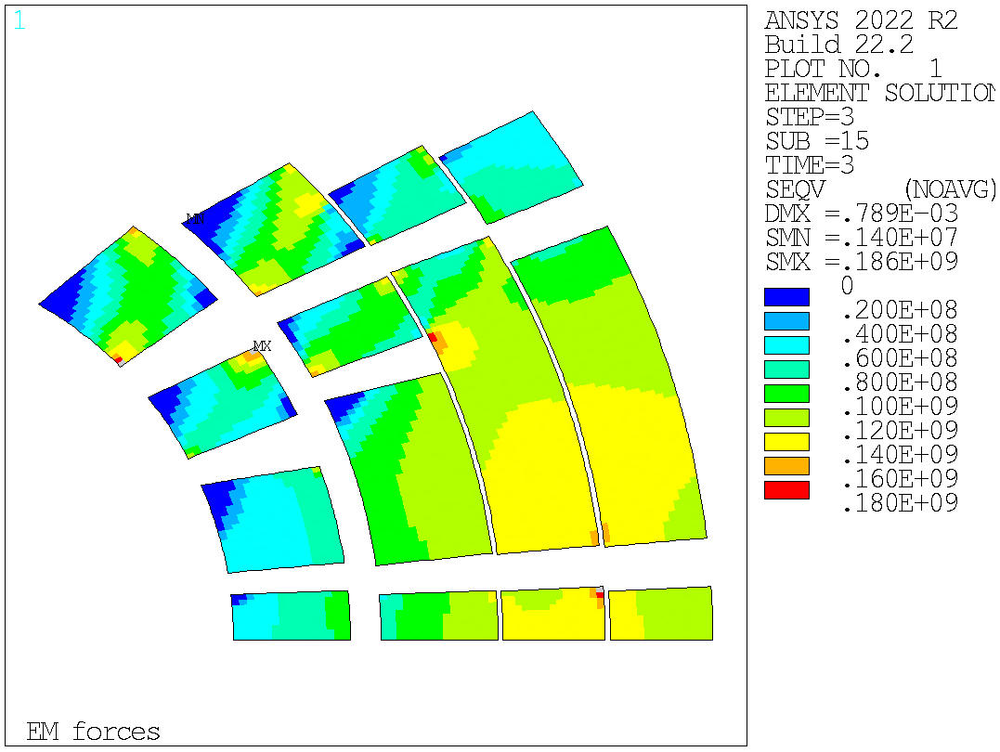 1
ANSYS 2022 R2
Build 22.2
PLOT NO.   1
ELEMENT SOLUTION
STEP=3
SUB =15
TIME=3
SEQV     (NOAVG)
DMX =.789E-03
SMN =.140E+07
SMX =.186E+09
0
.200E+08
.400E+08
.600E+08
.800E+08
.100E+09
.120E+09
.140E+09
.160E+09
.180E+09
MN
MX
EM forces